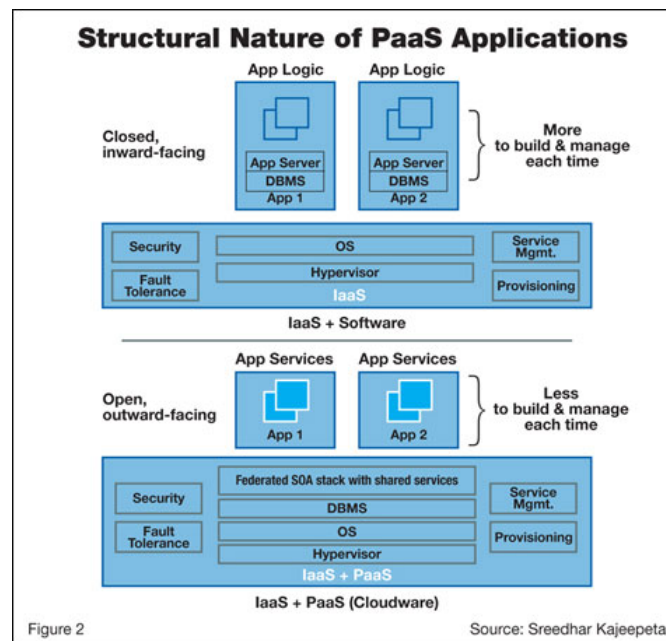 Structural Nature of PaaS Applications
App Logic
App Logic
Closed,
inward-facing
App Server
DBMS
App 1
App Server
DBMS
App 2
More
to build & manage
each time
Security
Fault
Tolerance
OS
Hypervisor
IaaS
Service
Mgmt.
Provisioning
IaaS + Software
App Services
App Services
Open,
outward-facing
App 1
App 2
Less
to build & manage
each time
Security
Fault
Tolerance
Federated SOA stack with shared services
DBMS
OS
Hypervisor
IaaS + PaaS
Service
Mgmt.
Provisioning
IaaS + PaaS (Cloudware)
Figure 2
Source: Sreedhar Kajeepeta